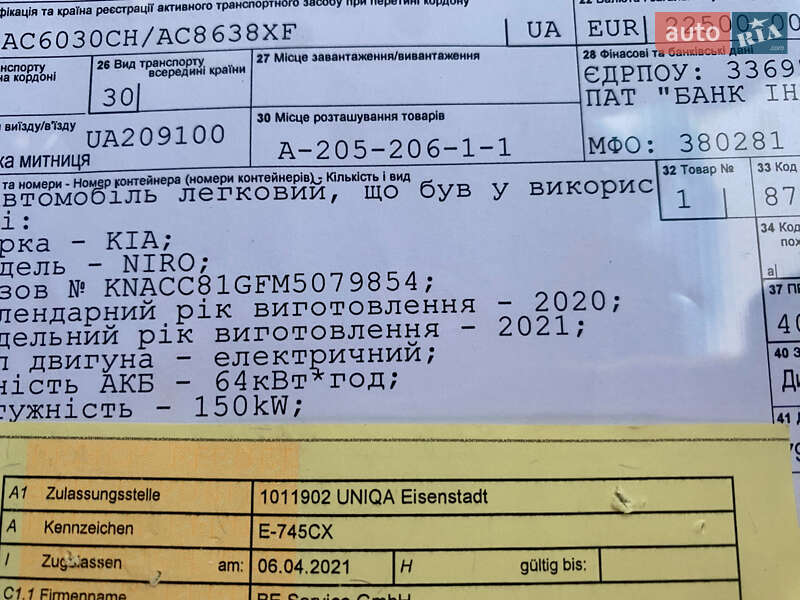 фікація та країна реєстрації активного транспортного засобу при перетині кордону
AC6030CH/AC8638XF
UA
EUR
auto RIA .com
нспорту
на кордоні
26 Вид транспорту
всередині країни
30
27 Місце завантаження/вивантаження
28 Фінасові та банківські дані
ЄДРПОУ: 3369
ПАТ "БАНК ІН
МФО: 380281
виїзду/в'їзду
UA209100
ка митниця
30 Місце розташування товарів
А-205-206-1-1
та номери - Номер контейнера (номери контейнерів) - Кількість і вид
32 Товар №
1
33 Код
87
втомобіль легковий, що був у викорис
і:
рка - KIA;
дель - NIRO;
зов № KNACC81GFM5079854;
лендарний рік виготовлення - 2020;
дельний рік виготовлення - 2021;
п двигуна - електричний;
ність АКБ - 64кВт*год;
тужність - 150kW;
34 Код
а
37
40
41
A1 Zulassungsstelle
1011902 UNIQA Eisenstadt
A Kennzeichen
E-745CX
I Zugelassen am:
06.04.2021
H gültig bis:
C1.1 Firmenname